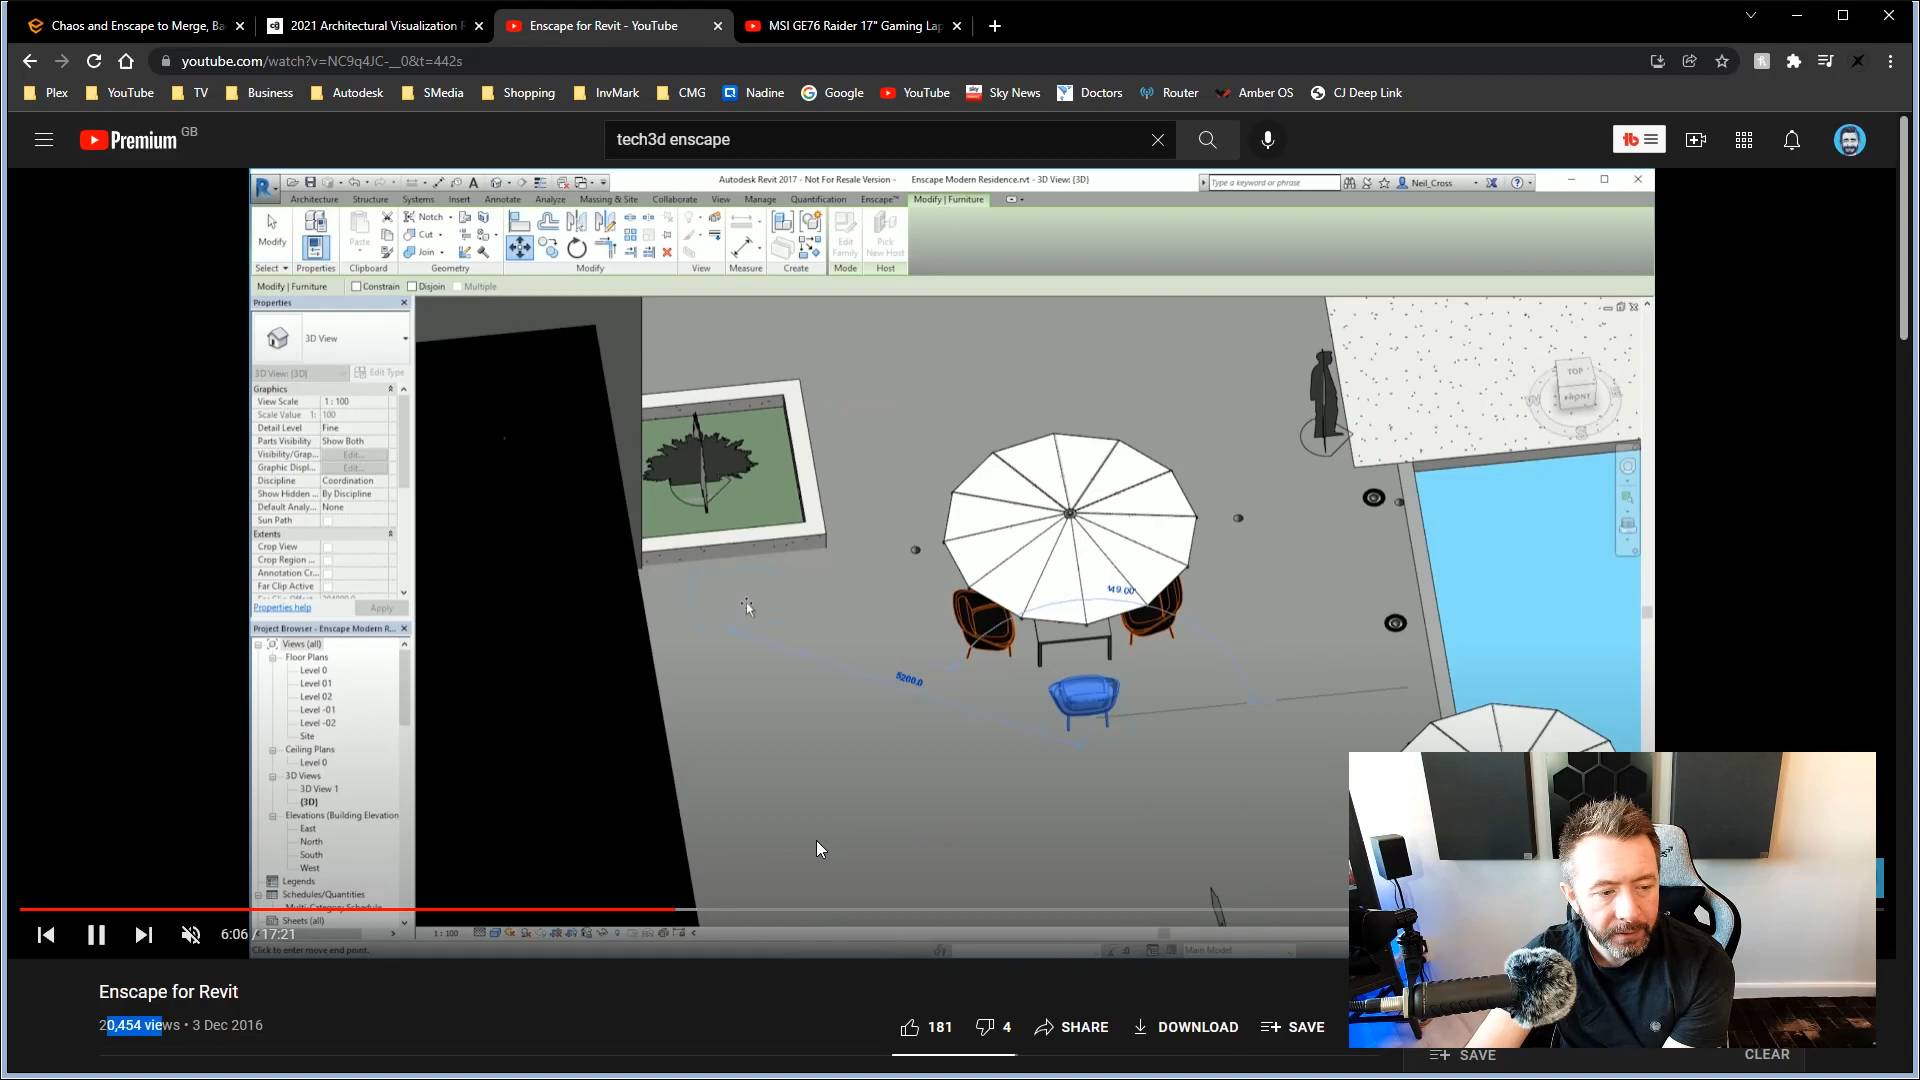 Chaos and Enscape to Merge, Ba
2021 Architectural Visualization
Enscape for Revit - YouTube
MSI GE76 Raider 17" Gaming Lap
youtube.com/watch?v=NC9q4JC-__0&t=442s
Plex YouTube TV Business Autodesk SMedia Shopping InvMark CMG Nadine Google YouTube Sky News Doctors Router Amber OS CJ Deep Link
Premium GB
tech3d enscape
Autodesk Revit 2017 - Not For Resale Version - Enscape Modern Residence.rvt - 3D View: {3D}
Type a keyword or phrase
Neil_Cross
Architecture Structure Systems Insert Annotate Analyze Massing & Site Collaborate View Manage Quantification Enscape™ Modify | Furniture
Modify
Paste
Notch
Cut
Join
Edit Family
Pick New Host
Select Properties Clipboard Geometry Modify View Measure Create Mode Host
Modify | Furniture Constrain Disjoin Multiple
Properties
3D View
3D View: {3D} Edit Type
Graphics
View Scale 1 : 100
Scale Value 1: 100
Detail Level Fine
Parts Visibility Show Both
Visibility/Grap... Edit...
Graphic Displ... Edit...
Discipline Coordination
Show Hidden ... By Discipline
Default Analy... None
Sun Path
Extents
Crop View
Crop Region ...
Annotation Cr...
Far Clip Active
Properties help Apply
Project Browser - Enscape Modern R...
Views (all)
Floor Plans
Level 0
Level 01
Level 02
Level -01
Level -02
Site
Ceiling Plans
Level 0
3D Views
3D View 1
{3D}
Elevations (Building Elevation
East
North
South
West
Legends
Schedules/Quantities
Multi-Category Schedule
Sheets (all)
TOP
FRONT
5200.0
1 : 100
6:06 / 17:21
Click to enter move end point.
Main Model
Enscape for Revit
20,454 views • 3 Dec 2016
181 4 SHARE DOWNLOAD SAVE
SAVE CLEAR